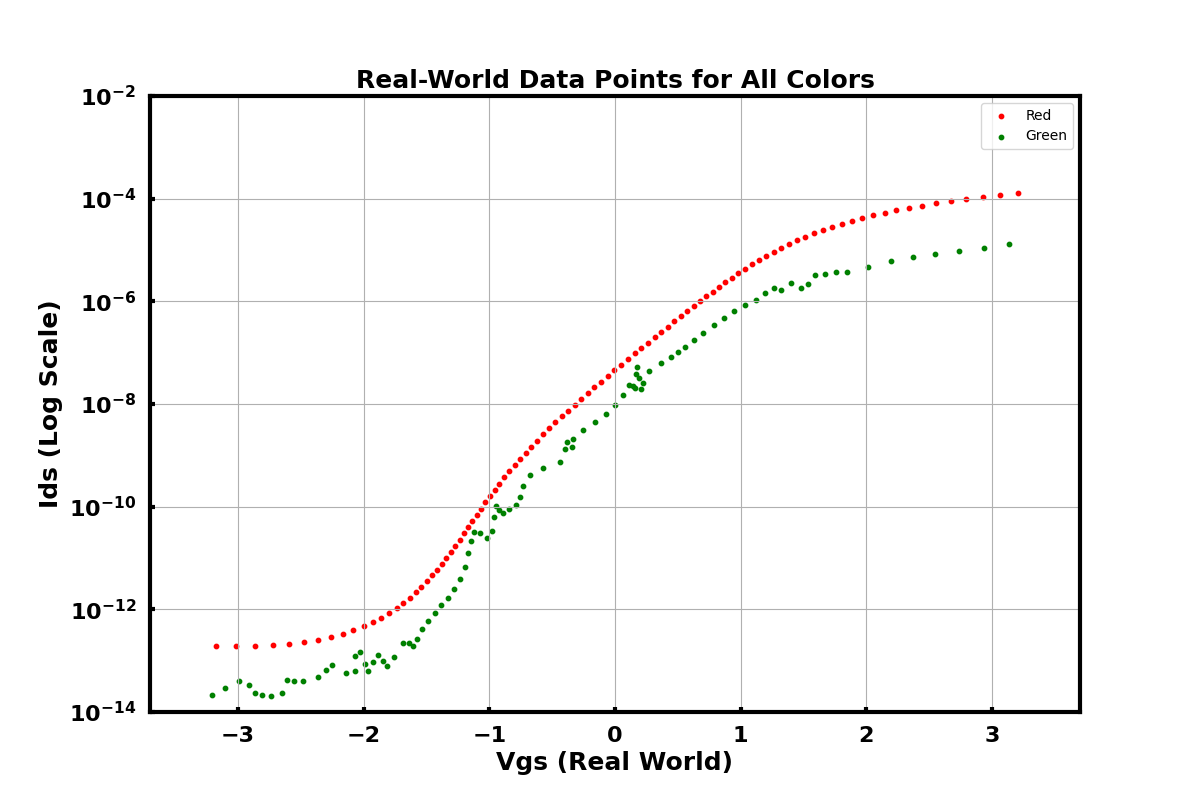 Real-World Data Points for All Colors
10⁻²
10⁻⁴
10⁻⁶
10⁻⁸
10⁻¹⁰
10⁻¹²
10⁻¹⁴
Ids (Log Scale)
Red
Green
−3 −2 −1 0 1 2 3
Vgs (Real World)